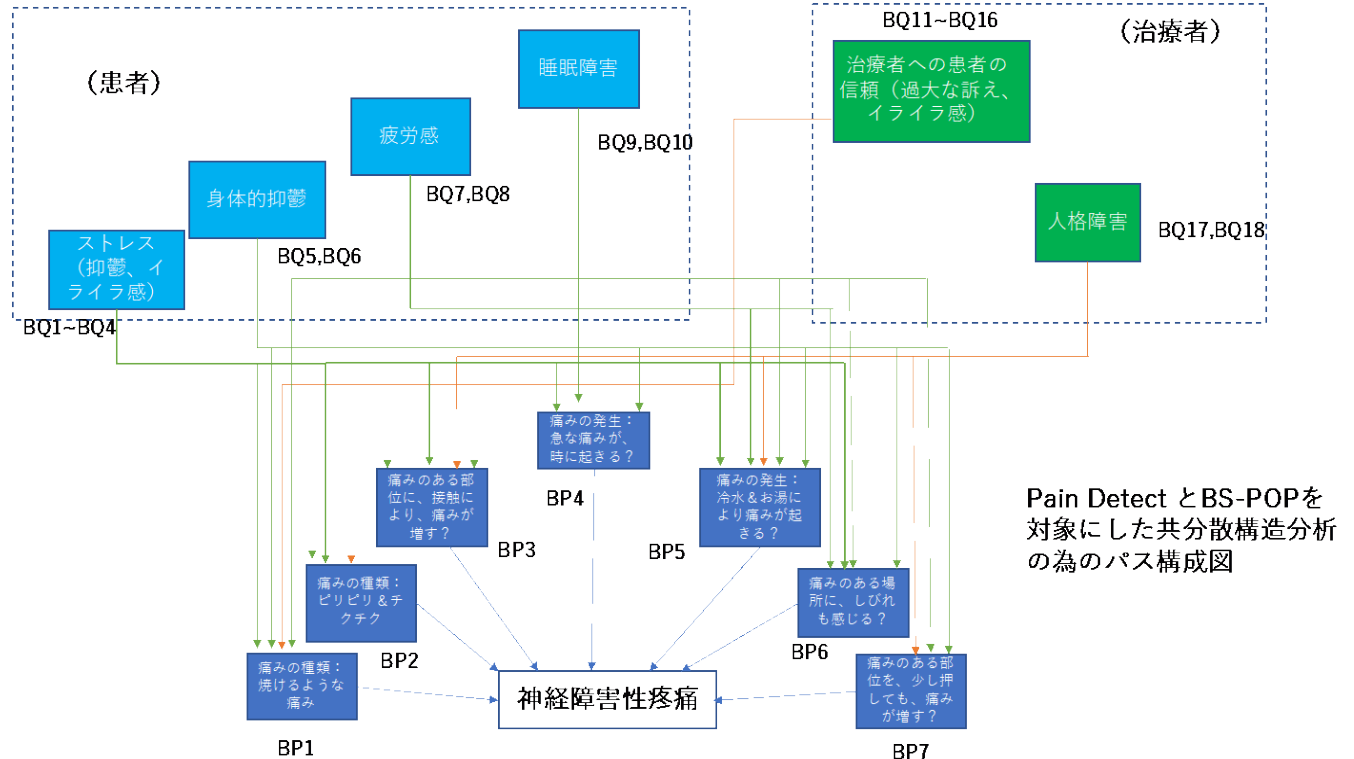 （患者）
睡眠障害
BQ9,BQ10
疲労感
BQ7,BQ8
身体的抑鬱
BQ5,BQ6
ストレス
（抑鬱、イ
ライラ感）
BQ1~BQ4
（治療者）
BQ11~BQ16
治療者への患者の
信頼（過大な訴え、
イライラ感）
人格障害
BQ17,BQ18
痛みの発生：
急な痛みが、
時に起きる？
BP4
痛みのある部
位に、接触に
より、痛みが
増す？
BP3
痛みの発生：
冷水＆お湯に
より痛みが起
きる？
BP5
痛みの種類：
ピリピリ＆チ
クチク
BP2
痛みのある場
所に、しびれ
も感じる？
BP6
痛みの種類：
焼けるような
痛み
BP1
痛みのある部
位を、少し押
しても、痛み
が増す？
BP7
神経障害性疼痛
Pain Detect とBS-POPを
対象にした共分散構造分析
の為のパス構成図